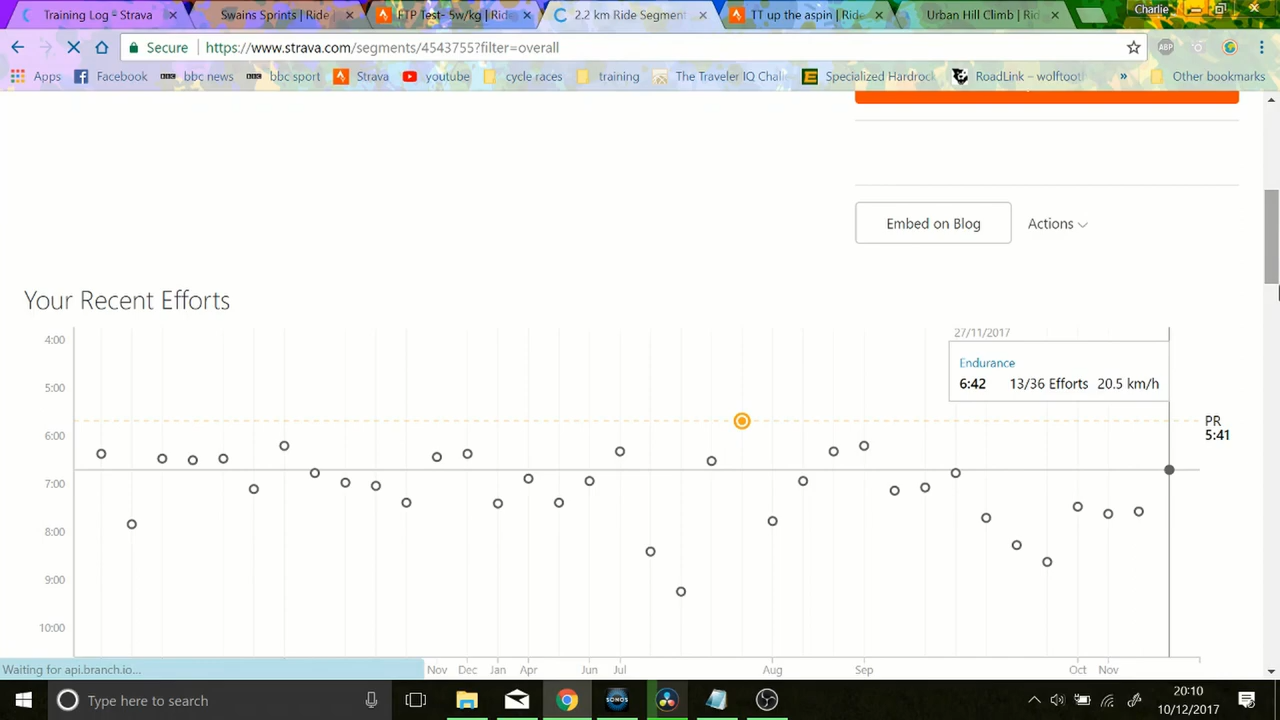 Training Log - Strava
Swains Sprints | Ride
FTP Test- 5w/kg | Ride
2.2 km Ride Segment
TT up the aspin | Ride
Urban Hill Climb | Rid
Charlie
Secure
https://www.strava.com/segments/4543755?filter=overall
ABP
Apps
Facebook
bbc news
bbc sport
Strava
youtube
cycle races
training
The Traveler IQ Chal
Specialized Hardrock
RoadLink – wolftoot
»
Other bookmarks
Embed on Blog
Actions
Your Recent Efforts
4:00
5:00
6:00
7:00
8:00
9:00
10:00
27/11/2017
Endurance
6:42 13/36 Efforts 20.5 km/h
PR
5:41
Nov Dec Jan Apr Jun Jul Aug Sep Oct Nov
Waiting for api.branch.io...
Type here to search
SONOS
20:10
10/12/2017